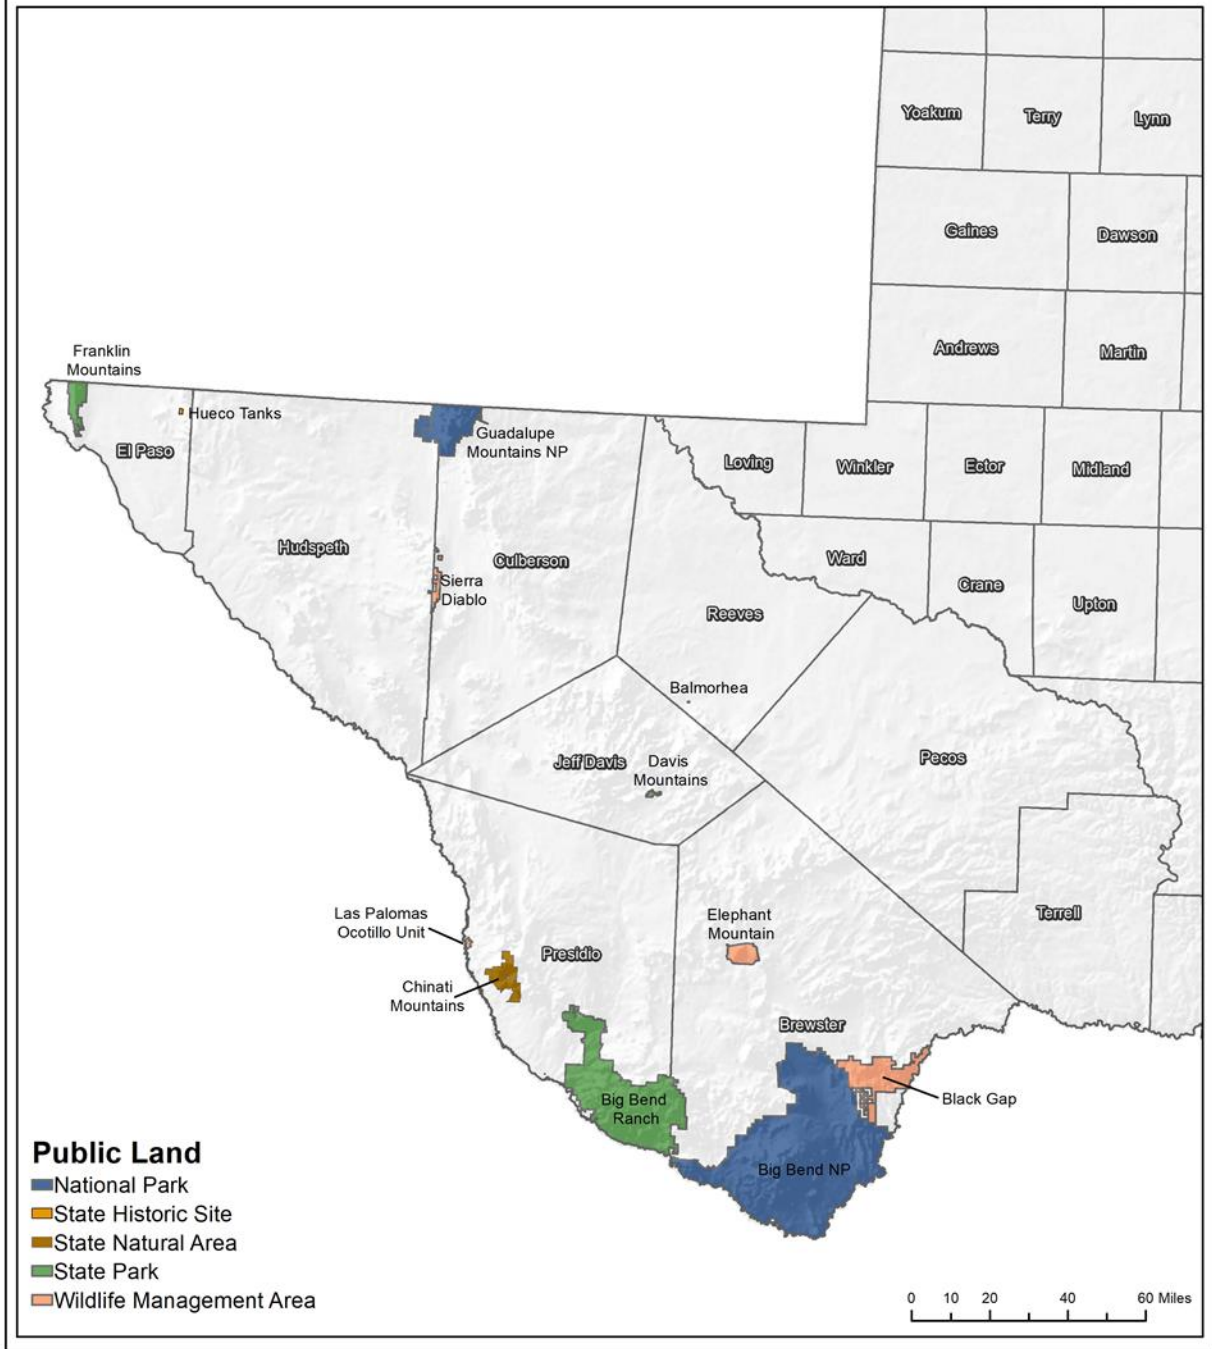 Yoakum
Terry
Lynn
Gaines
Dawson
Andrews
Martin
Franklin
Mountains
Hueco Tanks
El Paso
Guadalupe
Mountains NP
Loving
Winkler
Ector
Midland
Hudspeth
Culberson
Ward
Sierra
Diablo
Crane
Upton
Reeves
Balmorhea
Jeff Davis
Davis
Mountains
Pecos
Las Palomas
Ocotillo Unit
Elephant
Mountain
Terrell
Presidio
Chinati
Mountains
Brewster
Big Bend
Ranch
Black Gap
Big Bend NP
Public Land
National Park
State Historic Site
State Natural Area
State Park
Wildlife Management Area
0 10 20 40 60 Miles